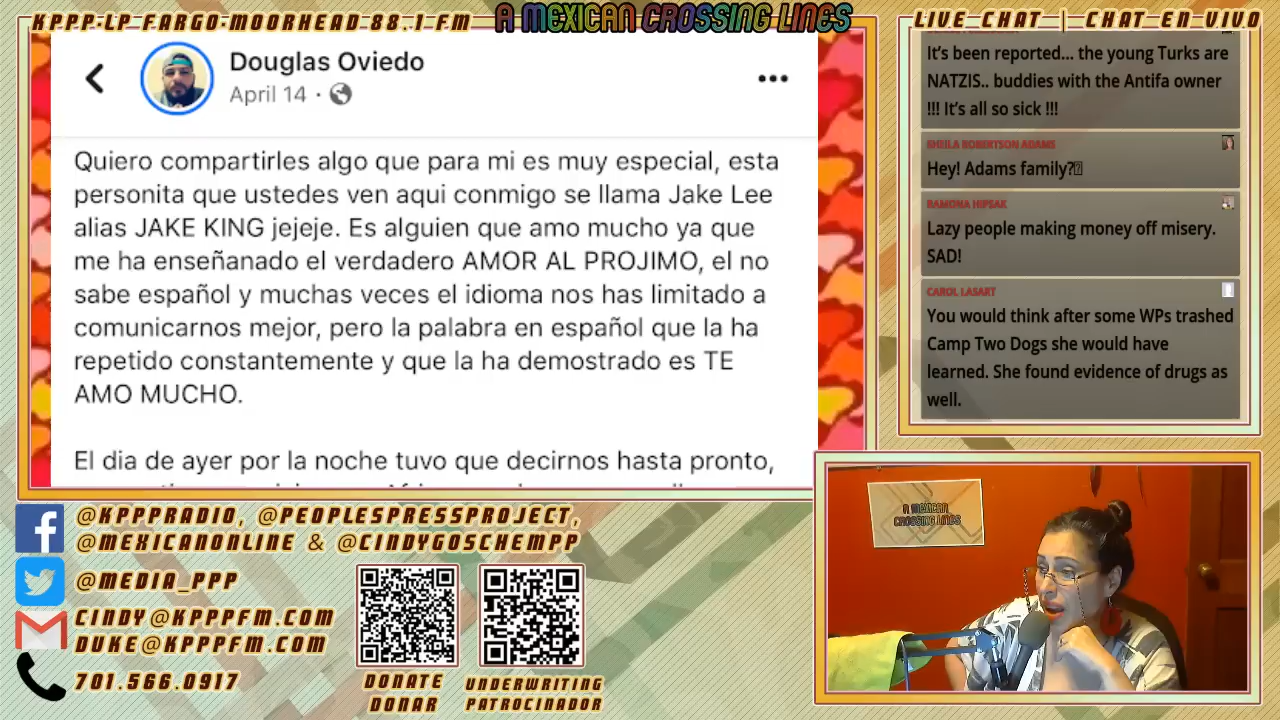 KPPP-LP FARGO-MOORHEAD 88.1 FM
A MEXICAN CROSSING LINES
LIVE CHAT | CHAT EN VIVO
Douglas Oviedo
April 14 ·
Quiero compartirles algo que para mi es muy especial, esta
personita que ustedes ven aqui conmigo se llama Jake Lee
alias JAKE KING jejeje. Es alguien que amo mucho ya que
me ha enseñanado el verdadero AMOR AL PROJIMO, el no
sabe español y muchas veces el idioma nos has limitado a
comunicarnos mejor, pero la palabra en español que la ha
repetido constantemente y que la ha demostrado es TE
AMO MUCHO.
El dia de ayer por la noche tuvo que decirnos hasta pronto,
It's been reported... the young Turks are
NATZIS.. buddies with the Antifa owner
!!! It's all so sick !!!
SHEILA ROBERTSON ADAMS
Hey! Adams family?
RAMONA HIPSAK
Lazy people making money off misery.
SAD!
CAROL LASART
You would think after some WPs trashed
Camp Two Dogs she would have
learned. She found evidence of drugs as
well.
A MEXICAN
CROSSING LINES
@KPPPRADIO, @PEOPLESPRESSPROJECT,
@MEXICANONLINE & @CINDYGOSCHEMPP
@MEDIA_PPP
CINDY@KPPPFM.COM
DUKE@KPPPFM.COM
701.566.0917
DONATE
DONAR
UNDERWRITING
PATROCINADOR